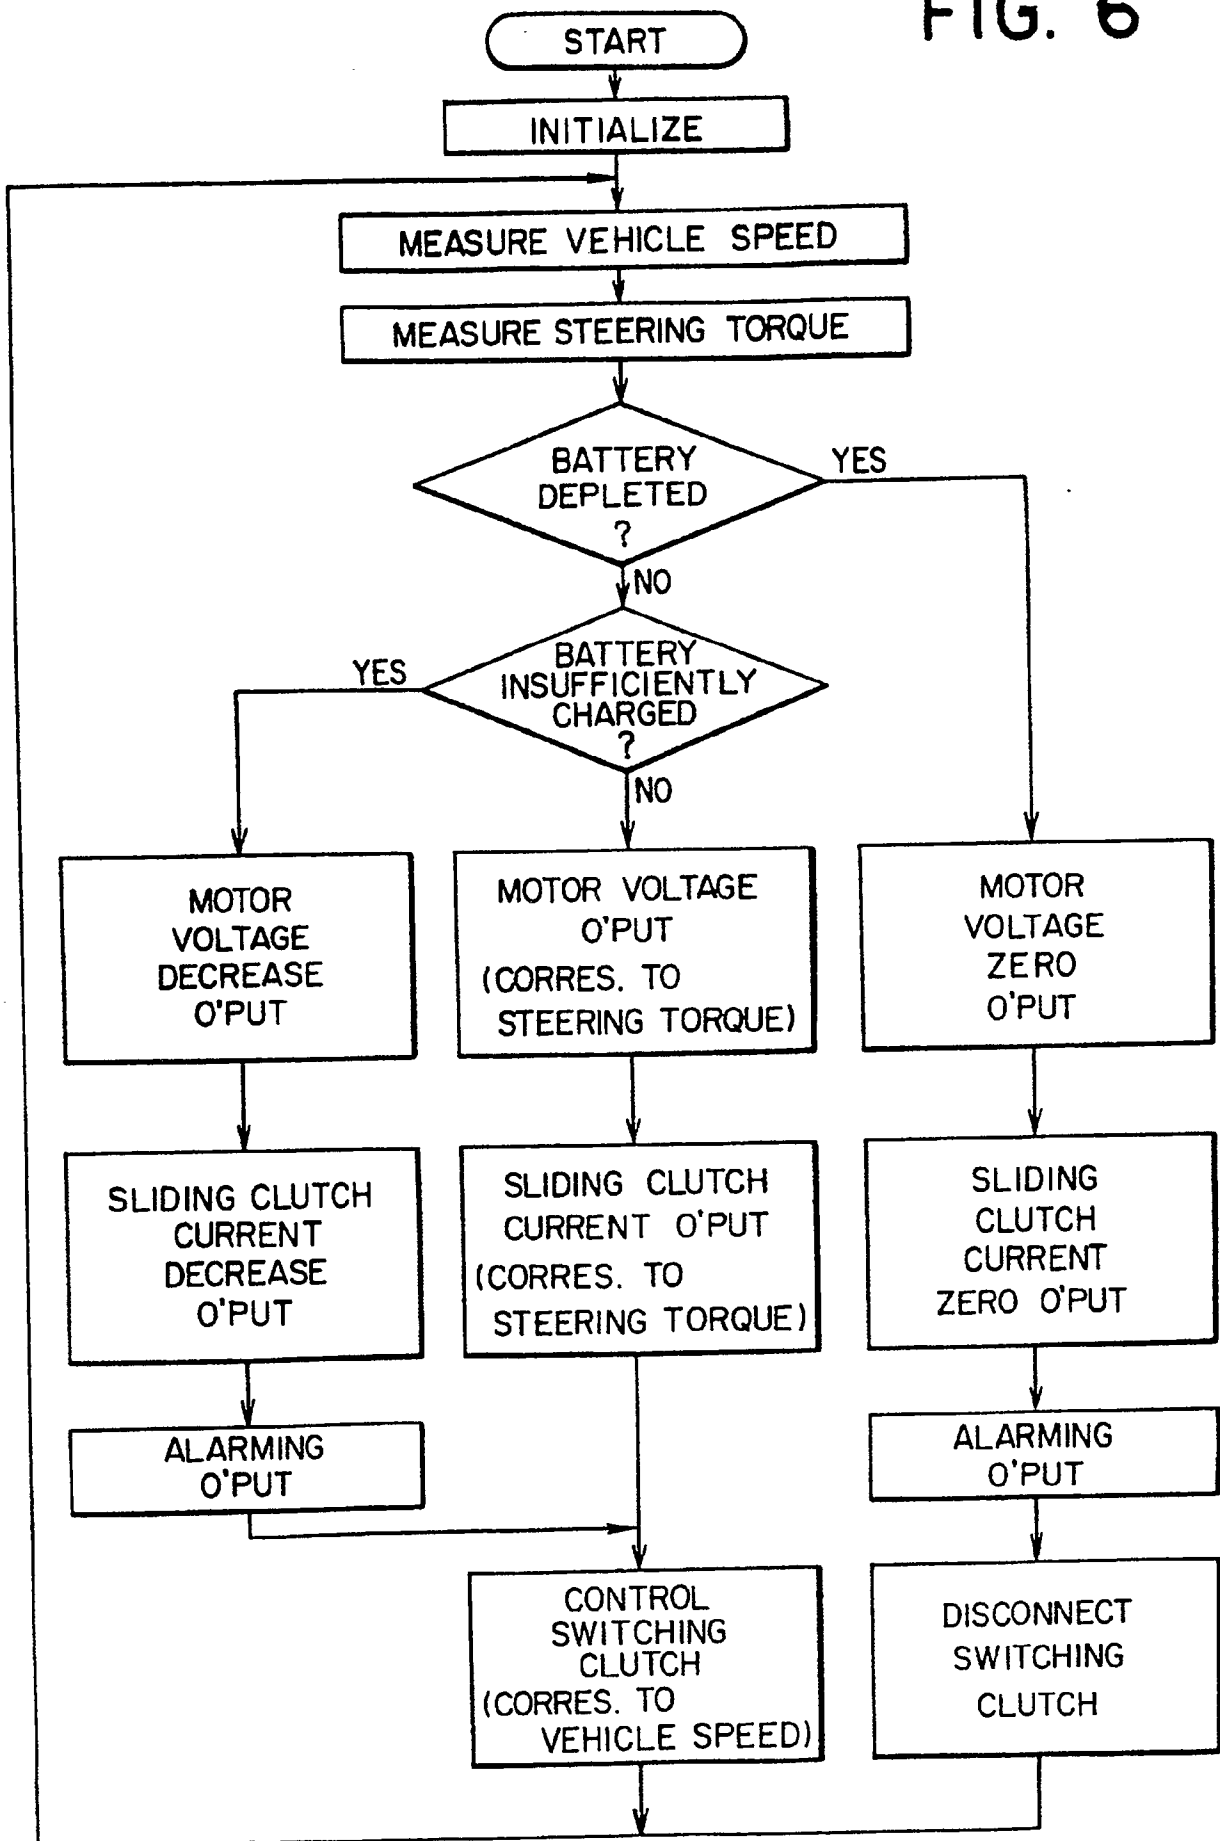 FIG. 6
START
INITIALIZE
MEASURE VEHICLE SPEED
MEASURE STEERING TORQUE
BATTERY
DEPLETED
?
YES
NO
BATTERY
INSUFFICIENTLY
CHARGED
?
YES
NO
MOTOR
VOLTAGE
DECREASE
O'PUT
MOTOR VOLTAGE
O'PUT
(CORRES. TO
STEERING TORQUE)
MOTOR
VOLTAGE
ZERO
O'PUT
SLIDING CLUTCH
CURRENT
DECREASE
O'PUT
SLIDING CLUTCH
CURRENT O'PUT
(CORRES. TO
STEERING TORQUE)
SLIDING
CLUTCH
CURRENT
ZERO O'PUT
ALARMING
O'PUT
ALARMING
O'PUT
CONTROL
SWITCHING
CLUTCH
(CORRES. TO
VEHICLE SPEED)
DISCONNECT
SWITCHING
CLUTCH